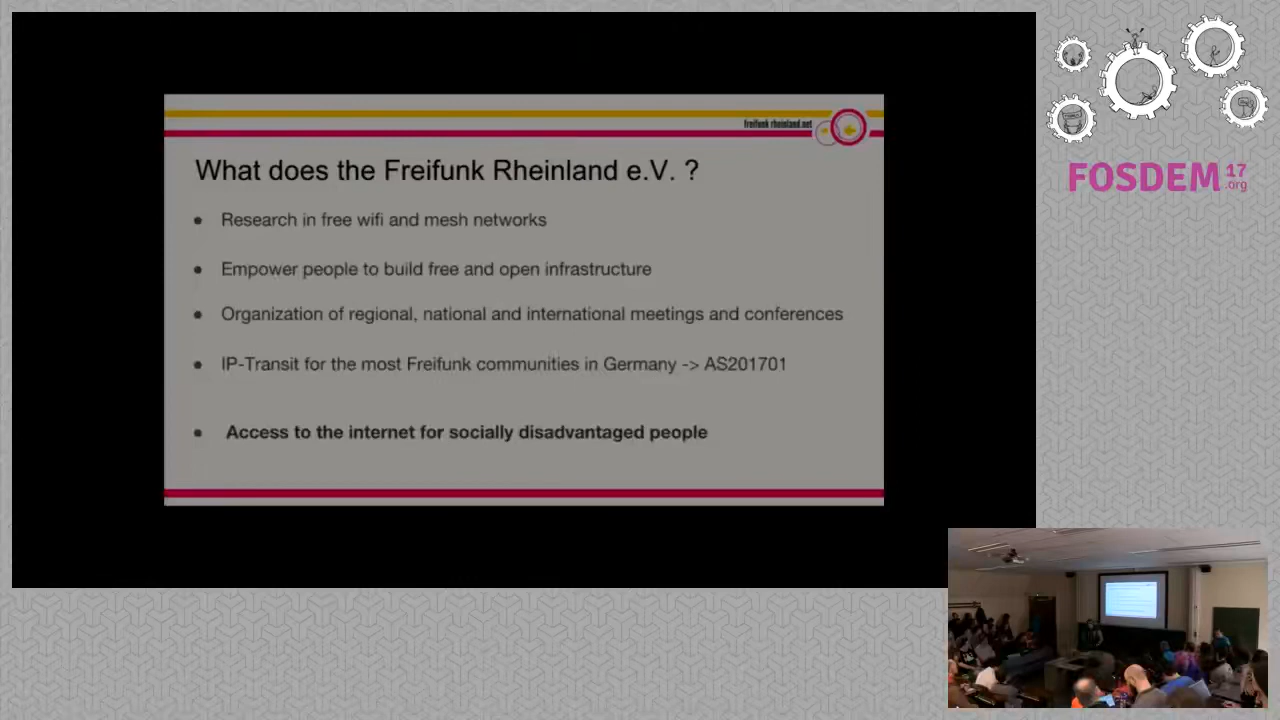 freifunk rheinland.net
What does the Freifunk Rheinland e.V. ?
Research in free wifi and mesh networks
Empower people to build free and open infrastructure
Organization of regional, national and international meetings and conferences
IP-Transit for the most Freifunk communities in Germany -> AS201701
Access to the internet for socially disadvantaged people
FOSDEM 17
.org